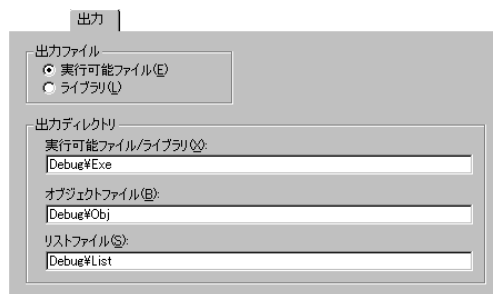 出力
出力ファイル
実行可能ファイル(E)
ライブラリ(L)
出力ディレクトリ
実行可能ファイル/ライブラリ(X):
Debug¥Exe
オブジェクトファイル(B):
Debug¥Obj
リストファイル(S):
Debug¥List